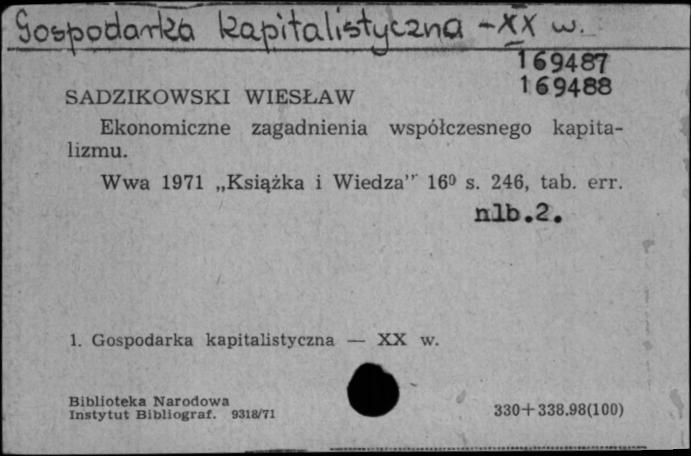 Gospodarka kapitalistyczna - XX w.
169487
169488
SADZIKOWSKI WIESŁAW
Ekonomiczne zagadnienia współczesnego kapita-
lizmu.
Wwa 1971 „Książka i Wiedza" 16⁰ s. 246, tab. err.
nlb.2.
1. Gospodarka kapitalistyczna — XX w.
Biblioteka Narodowa
Instytut Bibliograf. 9318/71
330+338.98(100)